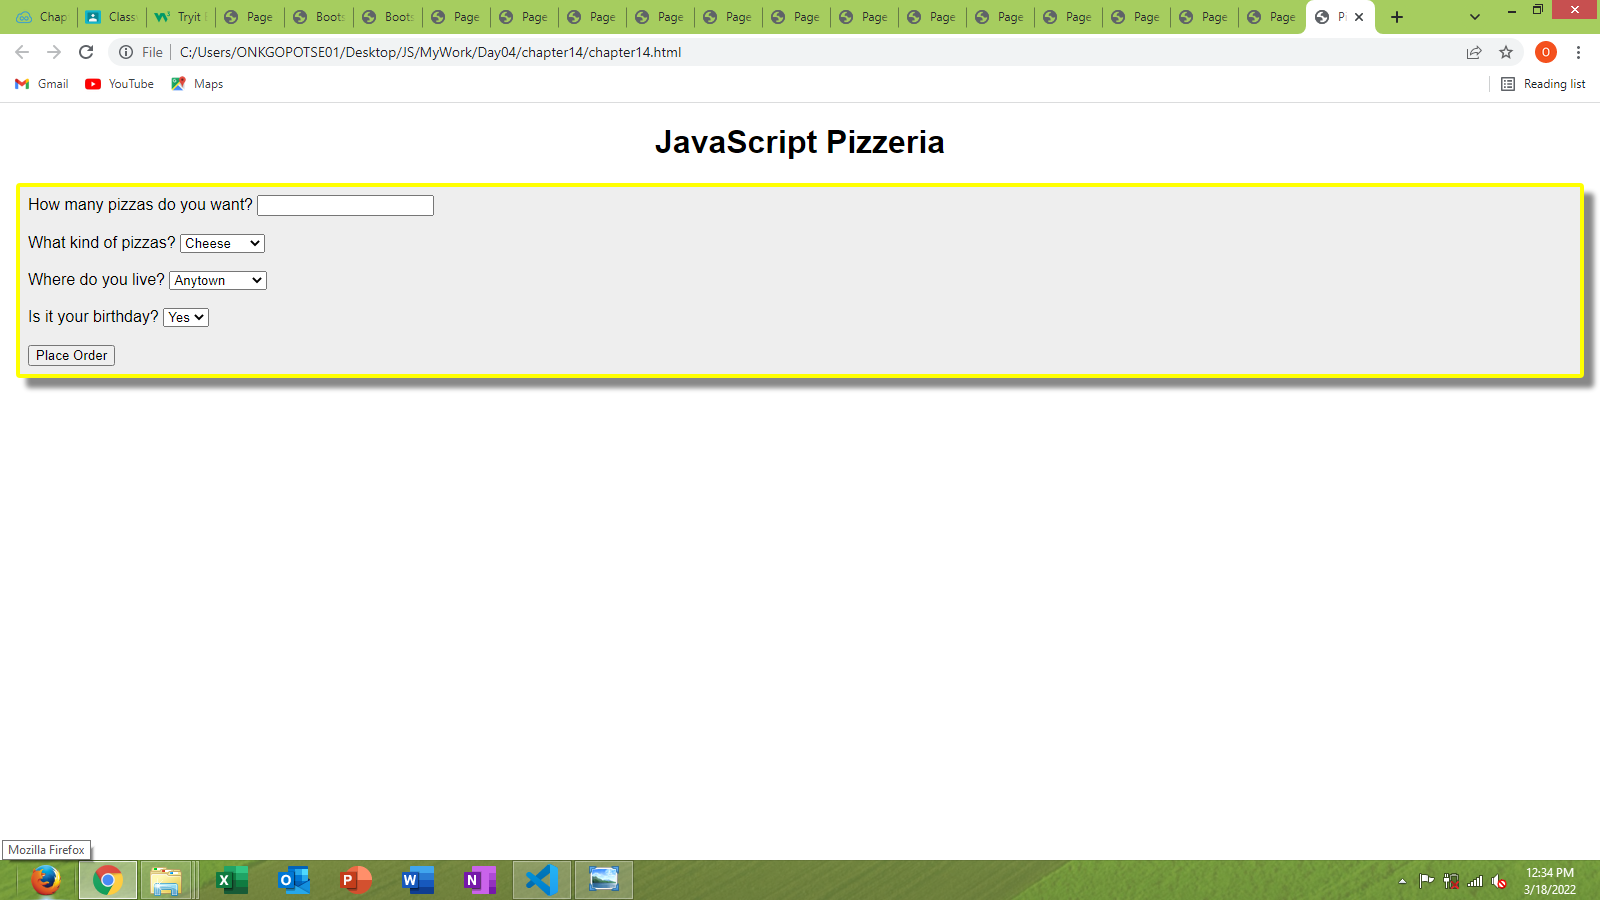 Chap Class Tryit Page Boots Boots Page Page Page Page Page Page Page Page Page Page Page Page Page Pi
File C:/Users/ONKGOPOTSE01/Desktop/JS/MyWork/Day04/chapter14/chapter14.html O
Gmail YouTube Maps Reading list
JavaScript Pizzeria
How many pizzas do you want?
What kind of pizzas? Cheese
Where do you live? Anytown
Is it your birthday? Yes
Place Order
Mozilla Firefox
12:34 PM
3/18/2022